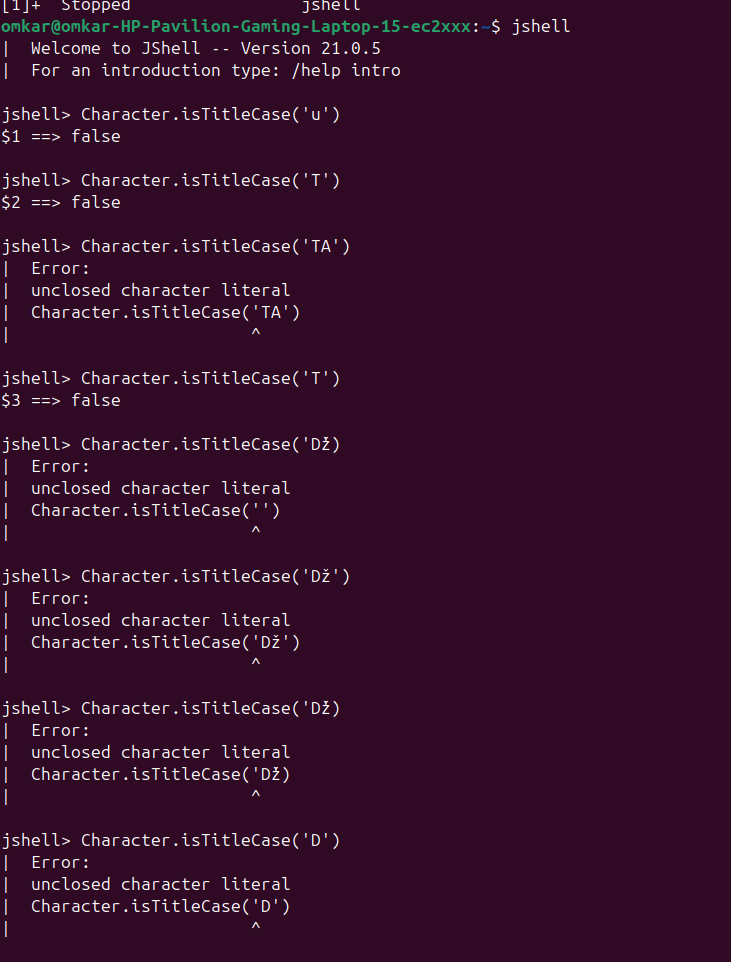 [1]+  Stopped                 jshell
omkar@omkar-HP-Pavilion-Gaming-Laptop-15-ec2xxx:~$ jshell
|  Welcome to JShell -- Version 21.0.5
|  For an introduction type: /help intro
jshell> Character.isTitleCase('u')
$1 ==> false
jshell> Character.isTitleCase('T')
$2 ==> false
jshell> Character.isTitleCase('TA')
|  Error:
|  unclosed character literal
|  Character.isTitleCase('TA')
|                        ^
jshell> Character.isTitleCase('T')
$3 ==> false
jshell> Character.isTitleCase('Dž)
|  Error:
|  unclosed character literal
|  Character.isTitleCase('')
|                        ^
jshell> Character.isTitleCase('Dž')
|  Error:
|  unclosed character literal
|  Character.isTitleCase('Dž')
|                        ^
jshell> Character.isTitleCase('Dž)
|  Error:
|  unclosed character literal
|  Character.isTitleCase('Dž)
|                        ^
jshell> Character.isTitleCase('D')
|  Error:
|  unclosed character literal
|  Character.isTitleCase('D')
|                        ^